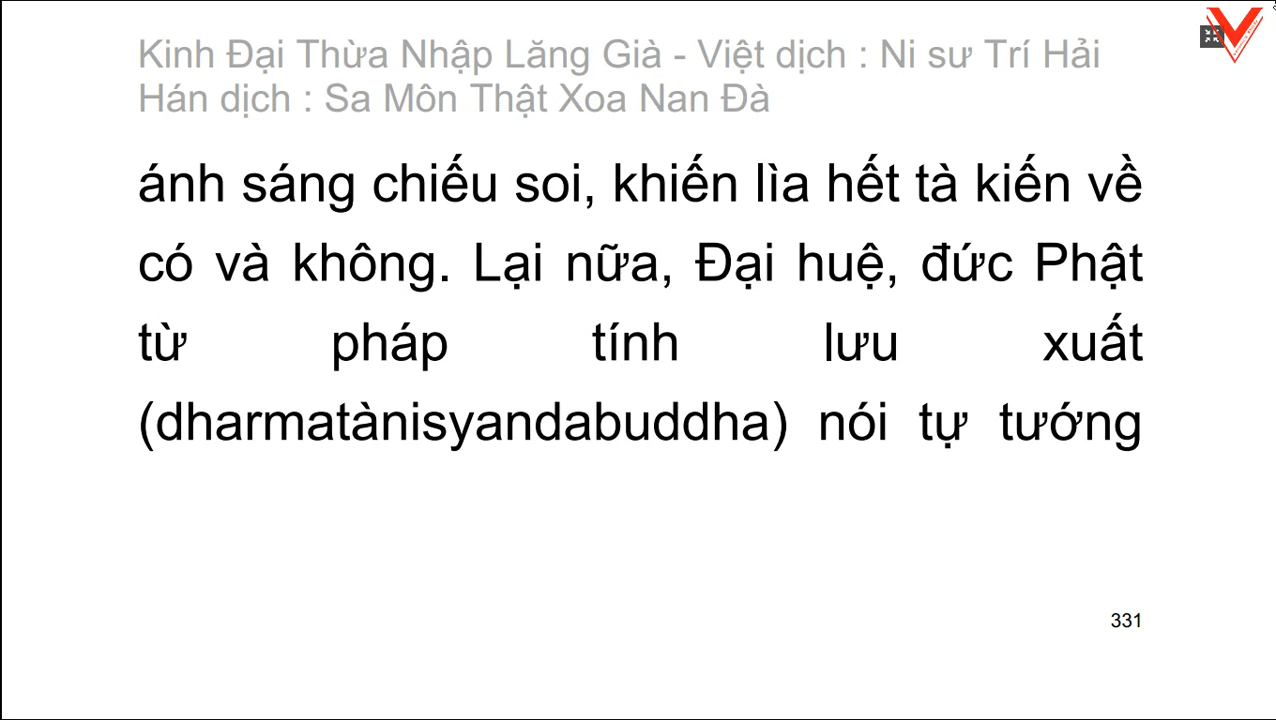 Kinh Đại Thừa Nhập Lăng Già - Việt dịch : Ni sư Trí Hải
Hán dịch : Sa Môn Thật Xoa Nan Đà
ánh sáng chiếu soi, khiến lìa hết tà kiến về
có và không. Lại nữa, Đại huệ, đức Phật
từ pháp tính lưu xuất
(dharmatànisyandabuddha) nói tự tướng
331